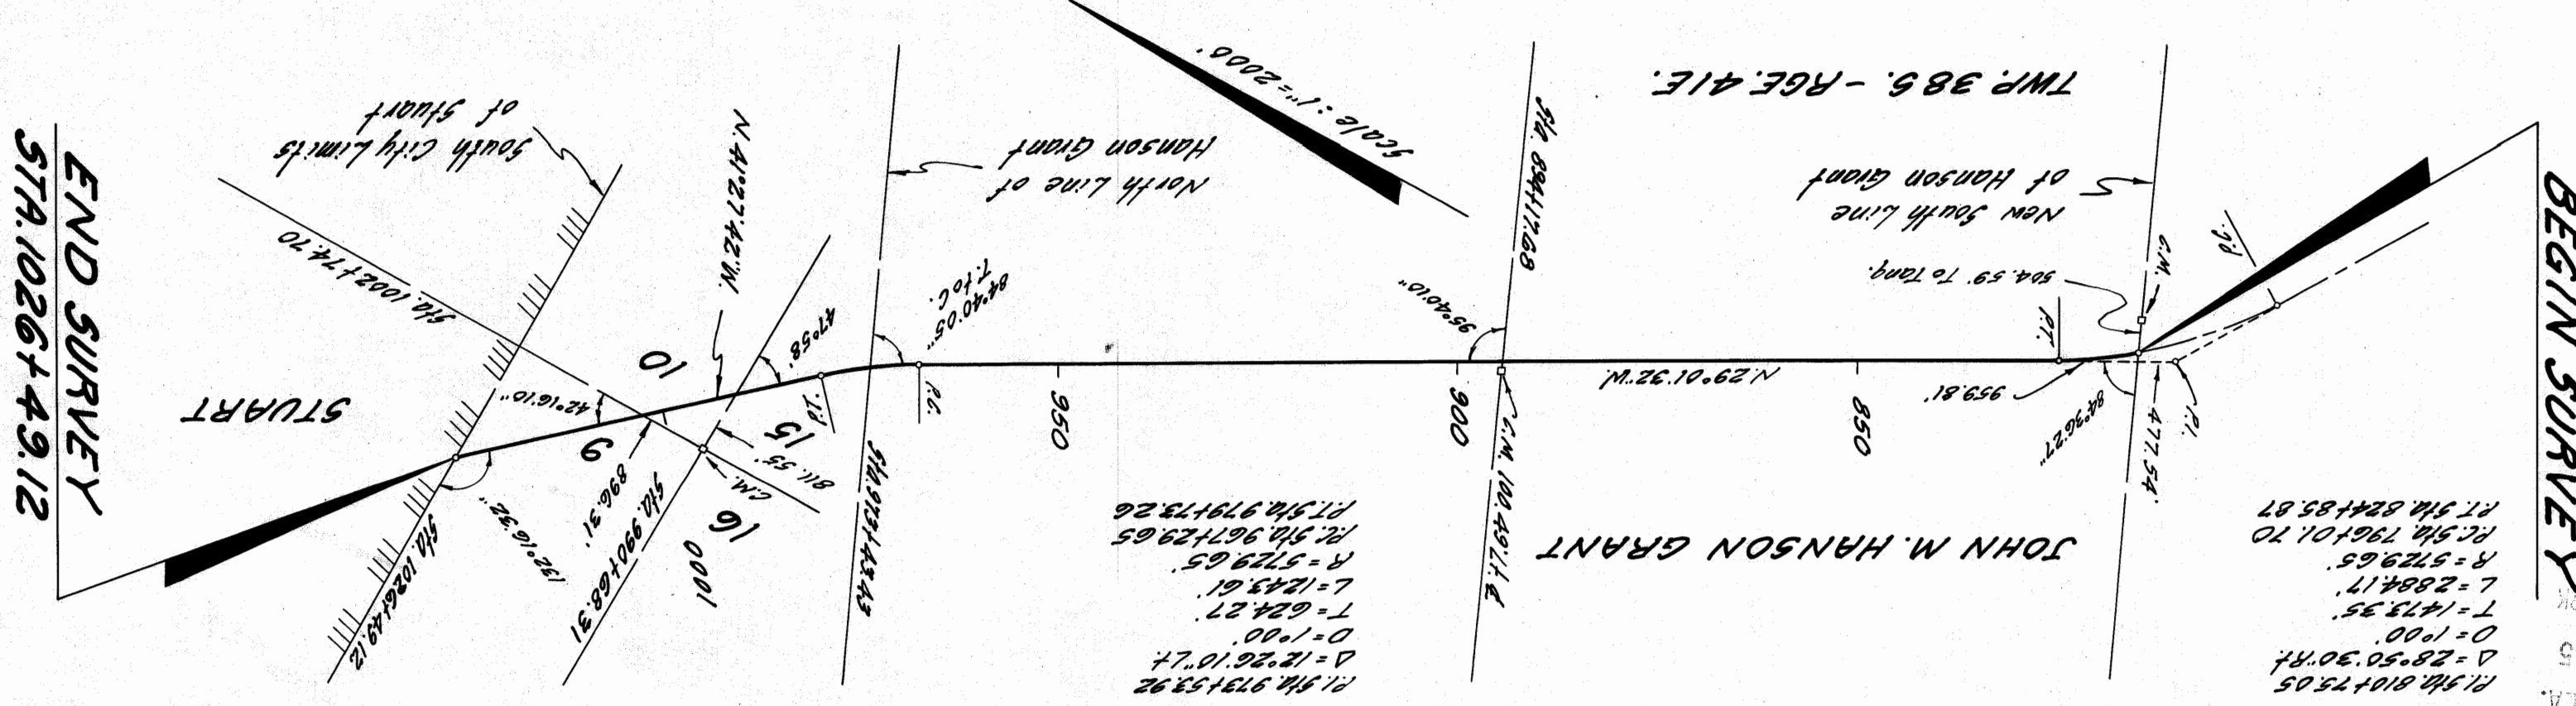 BEGIN SURVEY
P.I. Sta. 810+75.05
Δ = 28°50'30" Rt.
D = 1°00'
T = 1473.35'
L = 2884.17'
R = 5729.65'
P.C. Sta. 796+01.70
P.T. Sta. 824+85.87
P.I.
477.54'
84°36'27"
959.81'
P.T.
C.M.
504.59' To Tang.
New South Line
of Hanson Grant
TWP. 38S. - RGE. 41E.
850
N.29°01'32"W.
JOHN M. HANSON GRANT
C.M. 100.49' Lt. ℄
900
95°40'10"
Sta. 894+17.68
Scale: 1"=2000'
950
P.I. Sta. 973+53.92
Δ = 12°26'10" Lt.
D = 1°00'
T = 624.27'
L = 1243.61'
R = 5729.65'
P.C. Sta. 967+29.65
P.T. Sta. 979+73.26
P.C.
84°40'05"
T. to C.
North Line of
Hanson Grant
Sta. 973+43.43
P.T.
47°58'
N.41°27'42"W.
15
811.55'
C.M.
16
10
9
1000
Sta. 990+68.31
896.31'
42°16'10"
Sta. 1002+74.70
132°16'32"
Sta. 1026+49.12
South City Limits
of Stuart
STUART
END SURVEY
STA. 1026+49.12